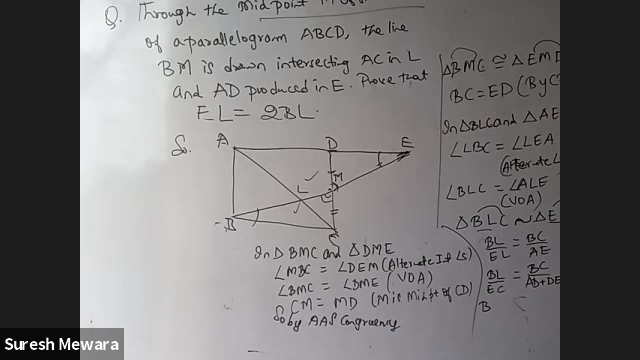 Q. Through the midpoint M of
of a parallelogram ABCD, the line
BM is drawn intersecting AC in L
and AD produced in E. Prove that
EL = 2BL.
So.
A D E
M
L
B
C
In Δ BMC and Δ DME
∠MBC = ∠DEM (Alternate Int ∠s)
∠BMC = ∠DME (VOA)
CM = MD (M is Midpt of CD)
So by AAS Congruency
ΔBMC ≅ ΔEMD
BC = ED (By C
In ΔBLC and ΔAE
∠LBC = ∠LEA
(Alternate ∠
∠BLC = ∠ALE
(VOA)
ΔBLC ~ ΔE
BL/EL = BC/AE
BL/EC = BC/AD+DE
B
Suresh Mewara